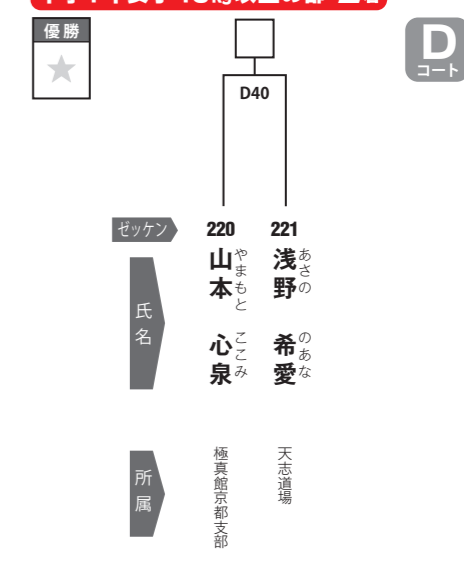 優勝
D
コート
D40
ゼッケン
220
221
氏名
山本 心泉
やまもと ここみ
浅野 希愛
あさの のあな
所属
極真館京都支部
天志道場